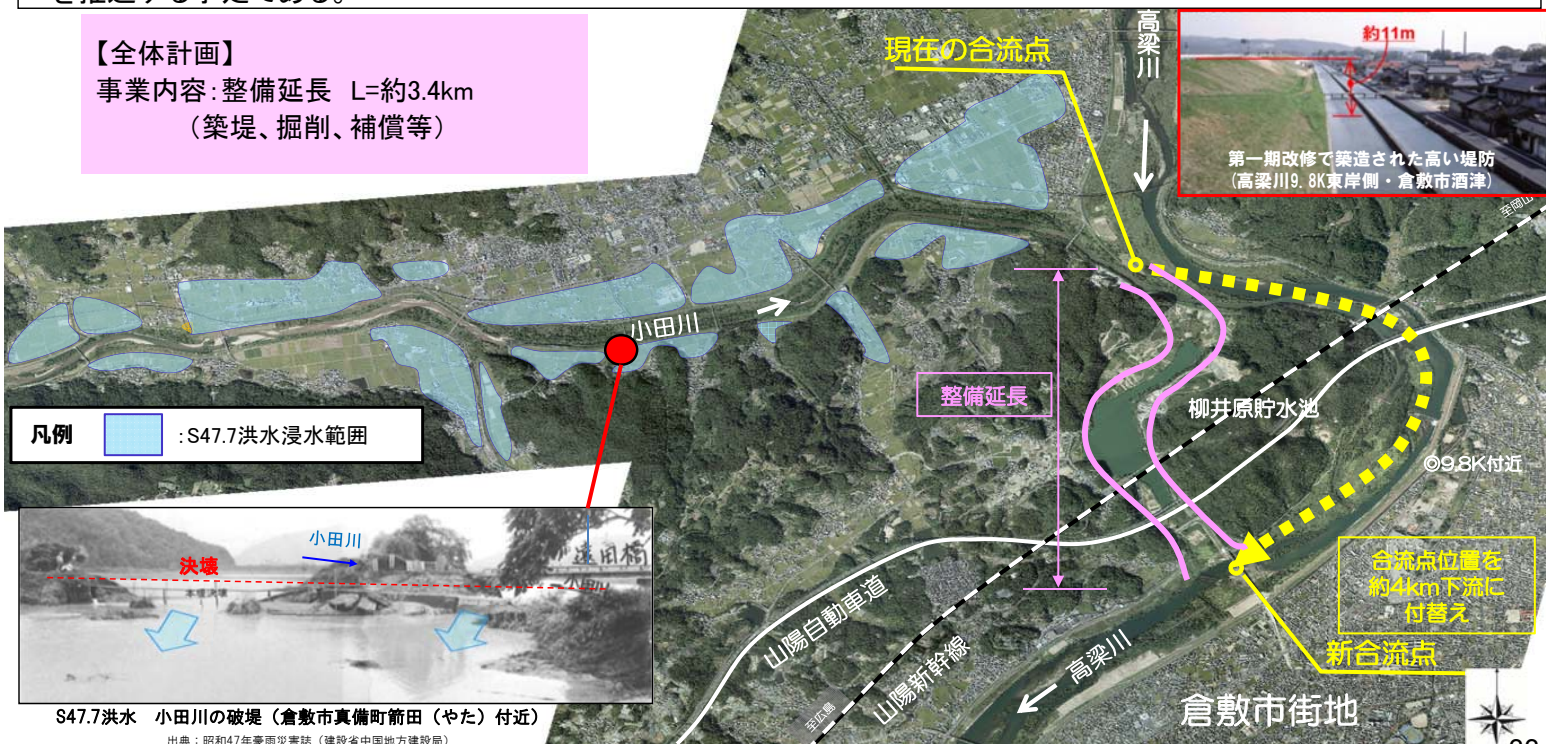 を推進する予定である。
【全体計画】
事業内容：整備延長 L=約3.4km
（築堤、掘削、補償等）
現在の合流点
高梁川
約11m
第一期改修で築造された高い堤防
(高梁川9.8K東岸側・倉敷市酒津)
至岡山
小田川
整備延長
柳井原貯水池
◎9.8K付近
凡例
:S47.7洪水浸水範囲
小田川
決壊
本堤決壊
小田川
合流点位置を
約4km下流に
付替え
新合流点
山陽自動車道
山陽新幹線
至広島
高梁川
倉敷市街地
S47.7洪水 小田川の破堤（倉敷市真備町箭田（やた）付近）
出典：昭和47年豪雨災害誌（建設省中国地方建設局）